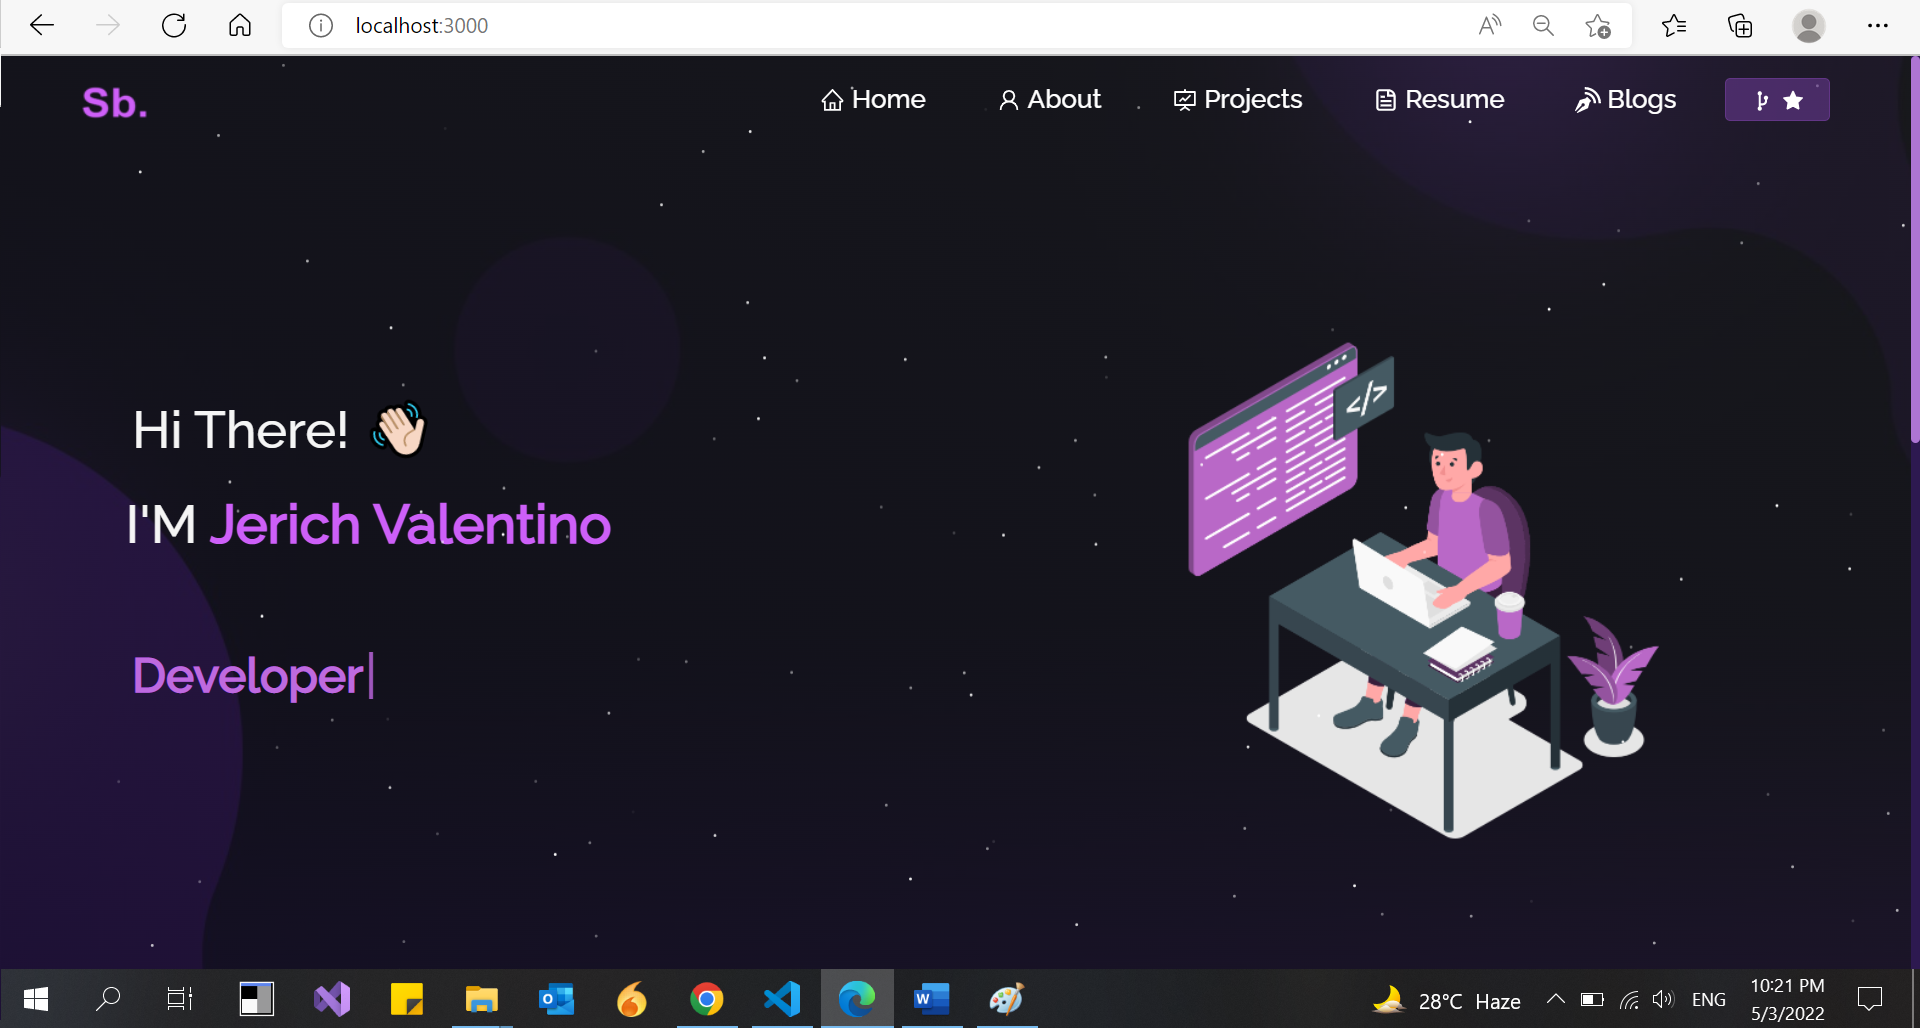 localhost:3000
Sb.
Home
About
Projects
Resume
Blogs
Hi There! 👋🏻
I'M Jerich Valentino
Developer|
</>
28°C Haze
ENG
10:21 PM
5/3/2022